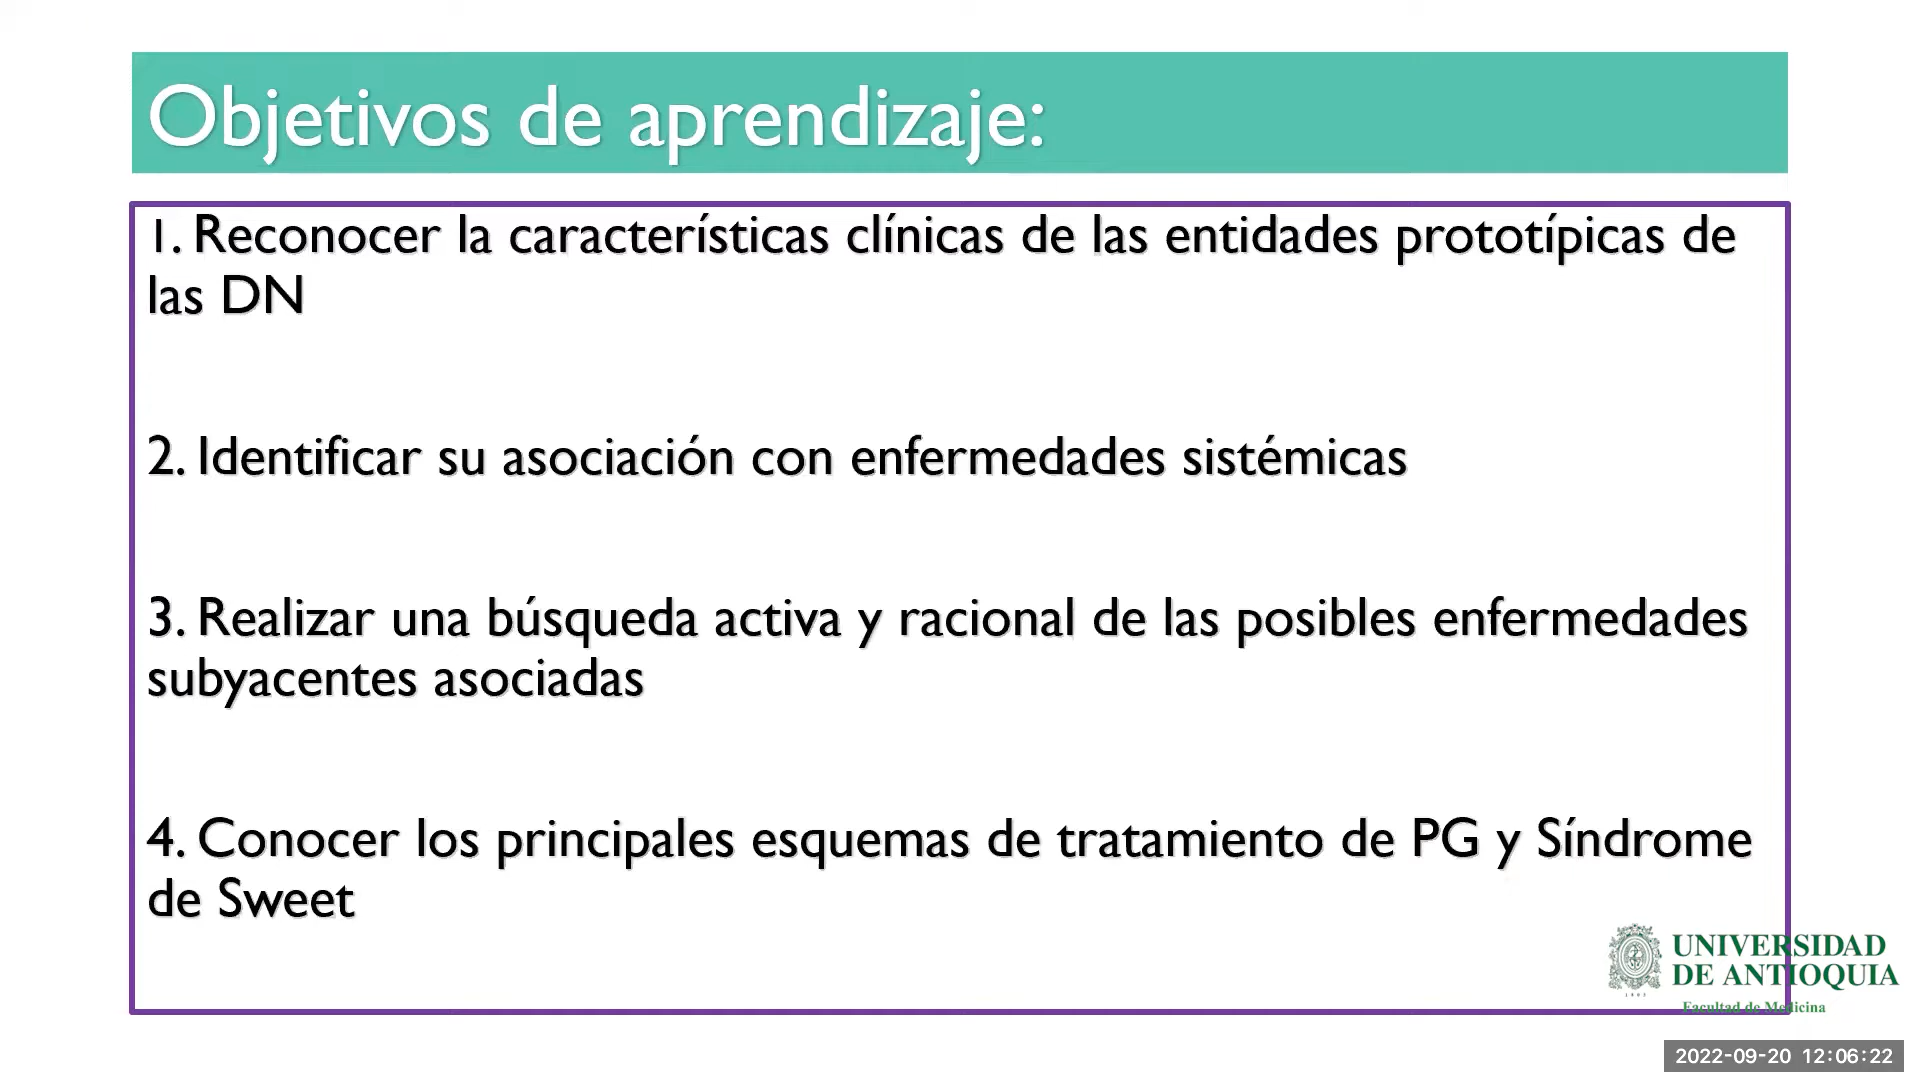 Objetivos de aprendizaje:
1. Reconocer la características clínicas de las entidades prototípicas de
las DN
2. Identificar su asociación con enfermedades sistémicas
3. Realizar una búsqueda activa y racional de las posibles enfermedades
subyacentes asociadas
4. Conocer los principales esquemas de tratamiento de PG y Síndrome
de Sweet
UNIVERSIDAD
DE ANTIOQUIA
1803
Facultad de Medicina
2022-09-20 12:06:22